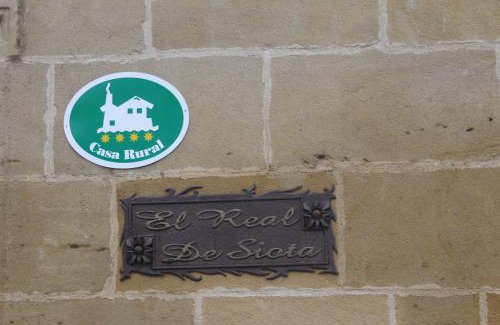 Casa Rural
El Real
De Siota